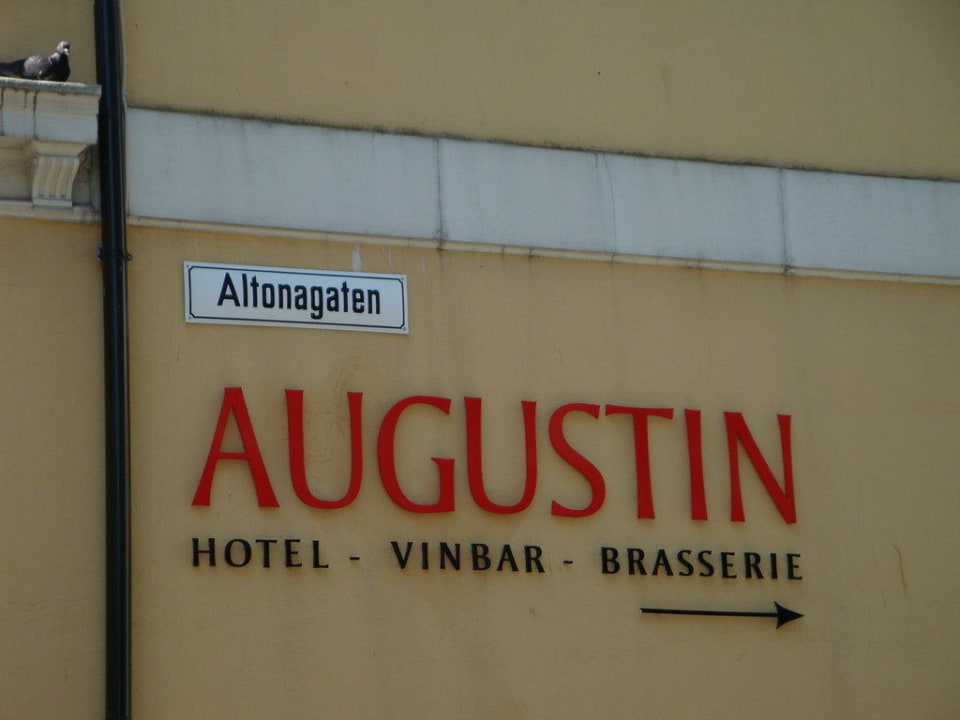 Altonagaten
AUGUSTIN
HOTEL - VINBAR - BRASSERIE